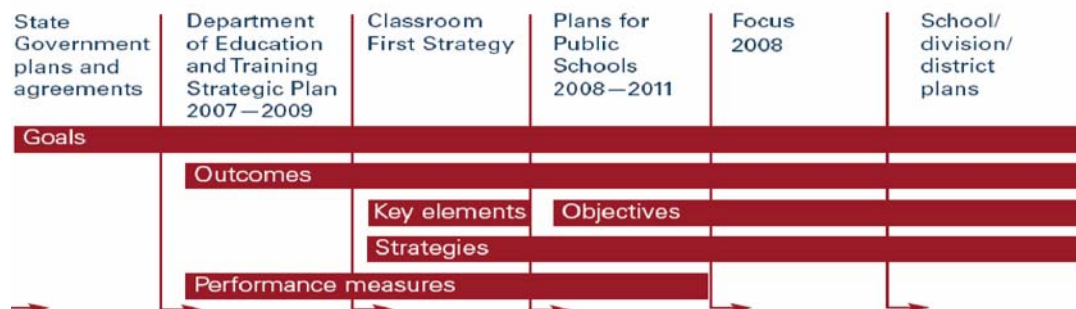 State
Government
plans and
agreements
Department
of Education
and Training
Strategic Plan
2007—2009
Classroom
First Strategy
Plans for
Public
Schools
2008—2011
Focus
2008
School/
division/
district
plans
Goals
Outcomes
Key elements
Objectives
Strategies
Performance measures